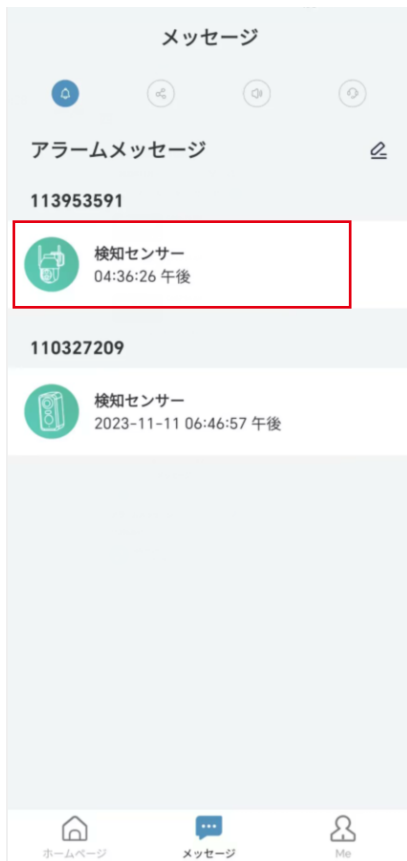 メッセージ
アラームメッセージ
113953591
検知センサー
04:36:26 午後
110327209
検知センサー
2023-11-11 06:46:57 午後
ホームページ
メッセージ
Me